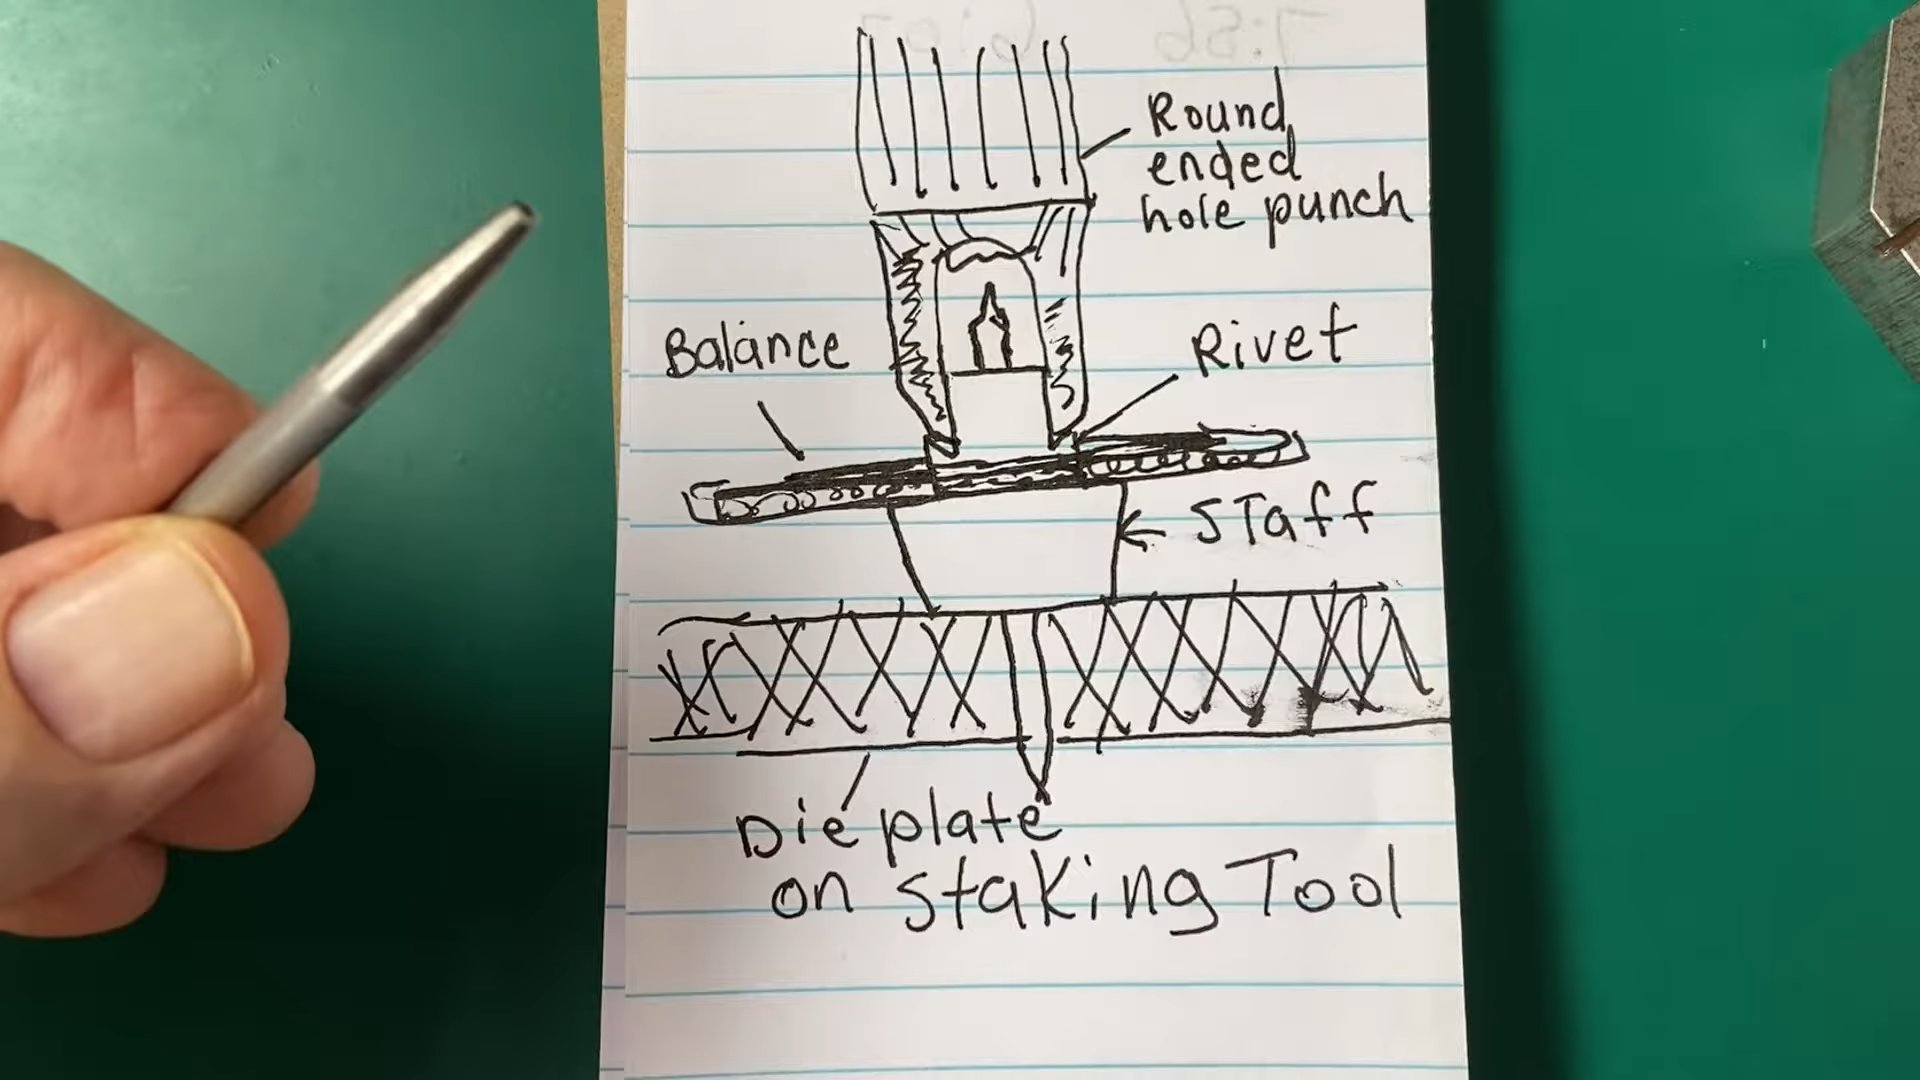 Round
ended
hole punch
Balance
Rivet
Staff
Die plate
on staking Tool